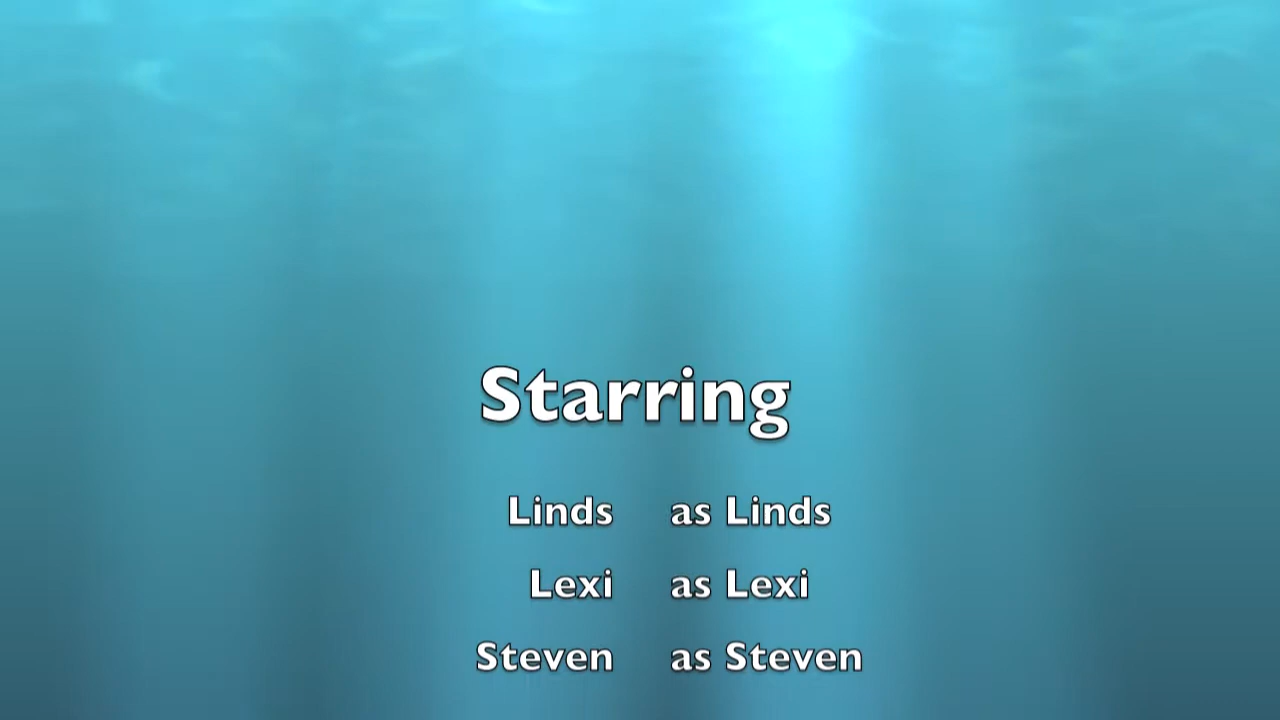 Starring
Linds as Linds
Lexi as Lexi
Steven as Steven